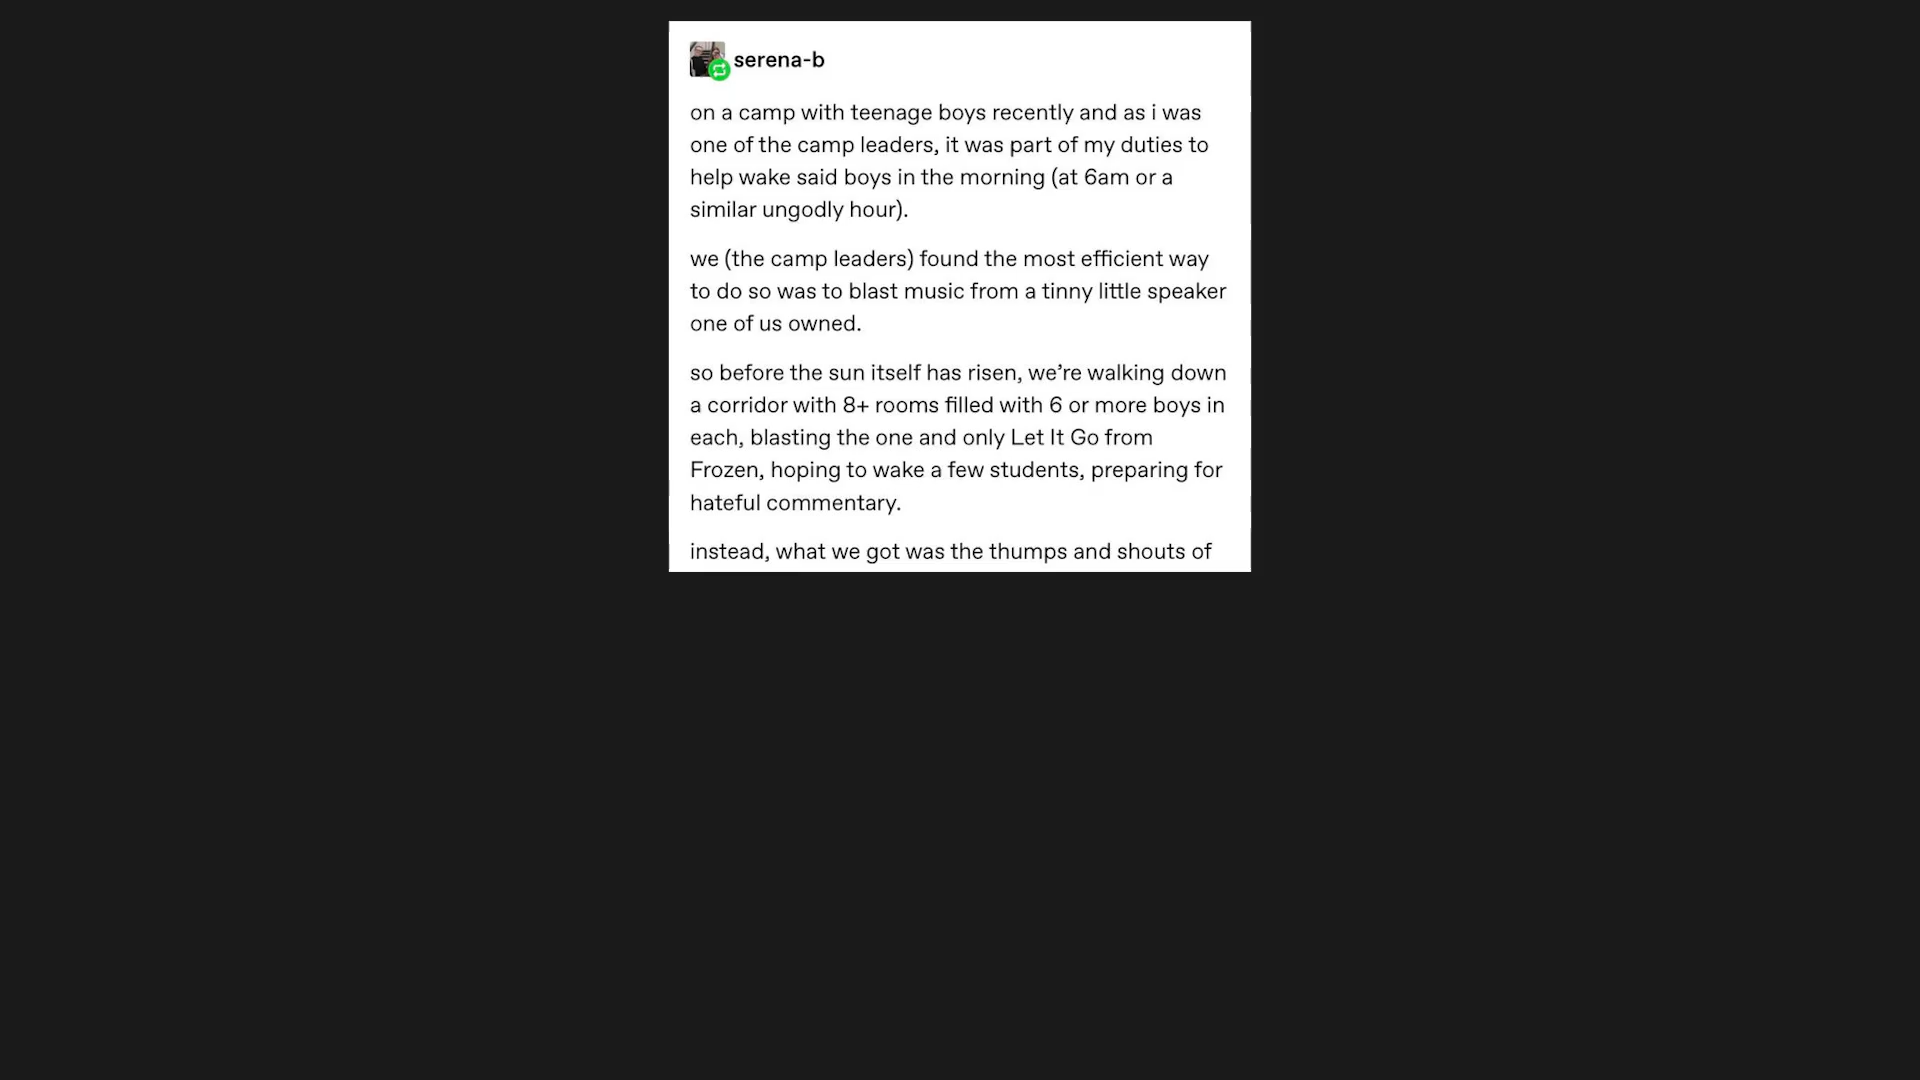 serena-b
on a camp with teenage boys recently and as i was
one of the camp leaders, it was part of my duties to
help wake said boys in the morning (at 6am or a
similar ungodly hour).
we (the camp leaders) found the most efficient way
to do so was to blast music from a tinny little speaker
one of us owned.
so before the sun itself has risen, we’re walking down
a corridor with 8+ rooms filled with 6 or more boys in
each, blasting the one and only Let It Go from
Frozen, hoping to wake a few students, preparing for
hateful commentary.
instead, what we got was the thumps and shouts of